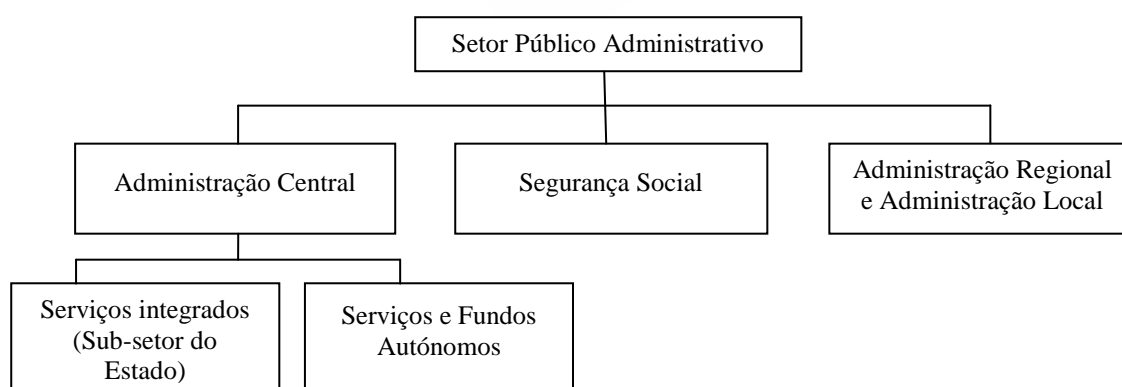 Setor Público Administrativo
Administração Central
Segurança Social
Administração Regional
e Administração Local
Serviços integrados
(Sub-setor do
Estado)
Serviços e Fundos
Autónomos